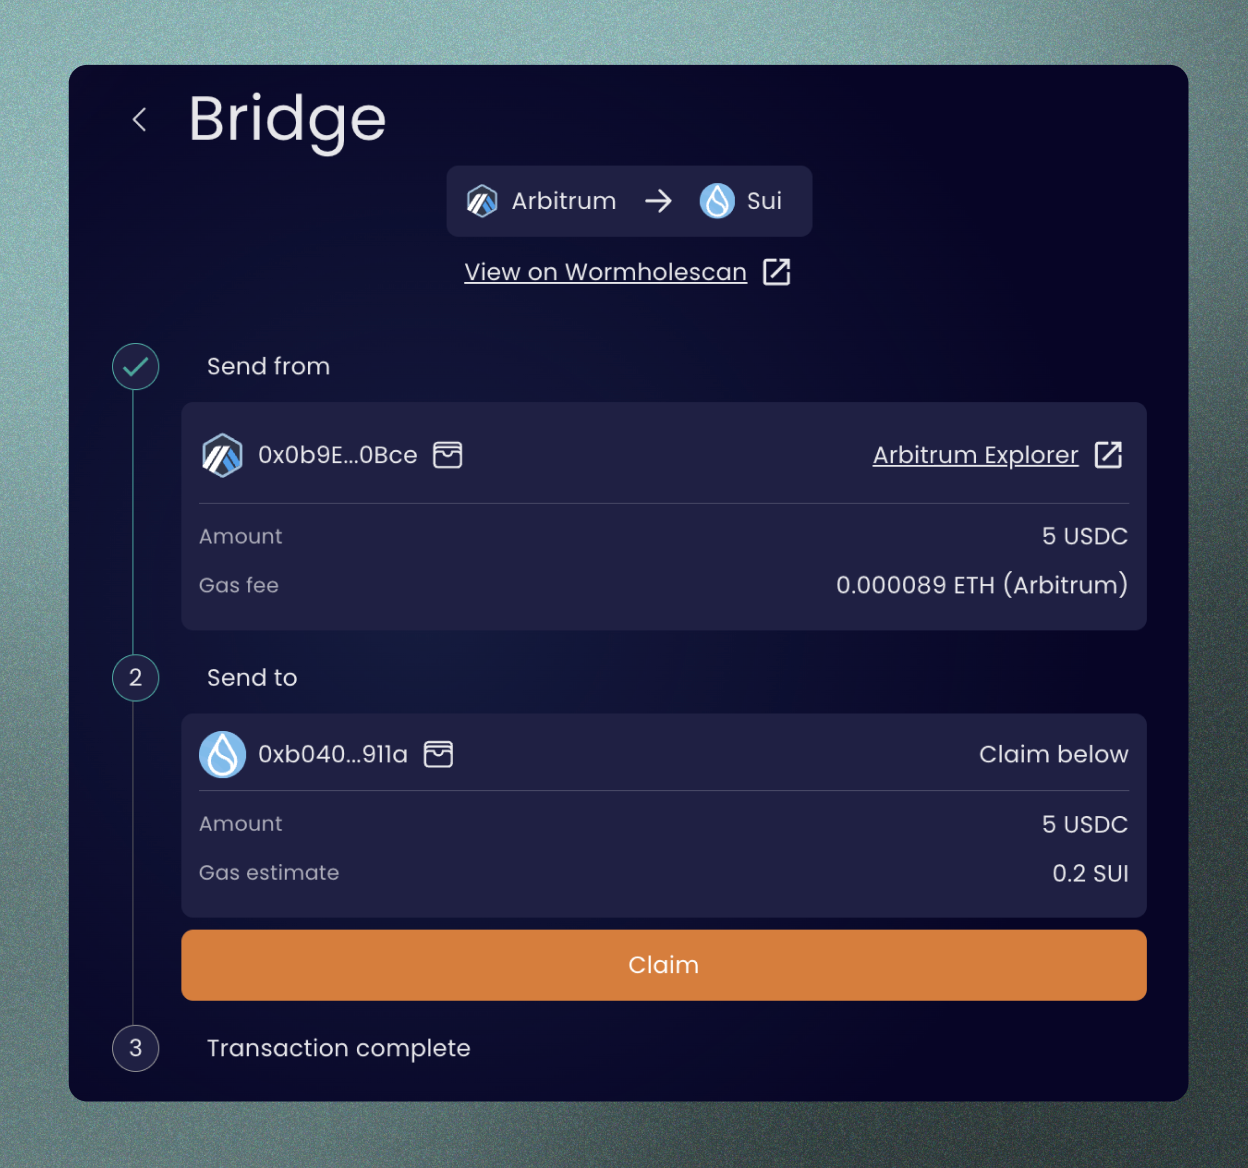 Bridge
Arbitrum → Sui
View on Wormholescan
Send from
0x0b9E...0Bce Arbitrum Explorer
Amount 5 USDC
Gas fee 0.000089 ETH (Arbitrum)
2 Send to
0xb040...911a Claim below
Amount 5 USDC
Gas estimate 0.2 SUI
Claim
3 Transaction complete